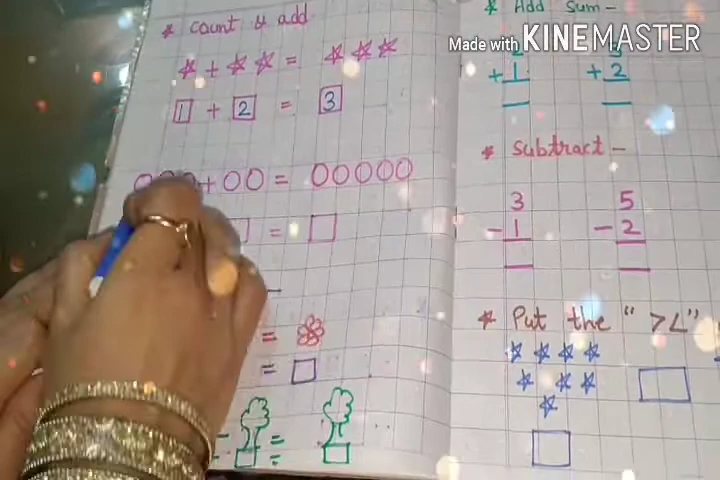 * Count & add
+ =
1 + 2 = 3
+ =
=
=
=
=
* Add Sum -
Made with KINEMASTER
+1
+2
* Subtract -
3 5
-1 -2
* Put the " > < "